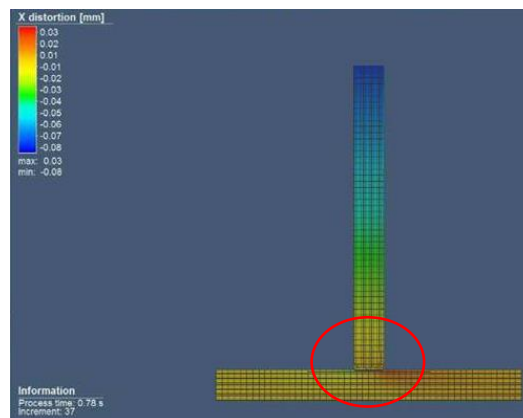 X distortion [mm]
0.03
0.02
0.01
-0.01
-0.02
-0.03
-0.04
-0.05
-0.06
-0.07
-0.08
max: 0.03
min: -0.08
Information
Process time: 0.78 s
Increment: 37